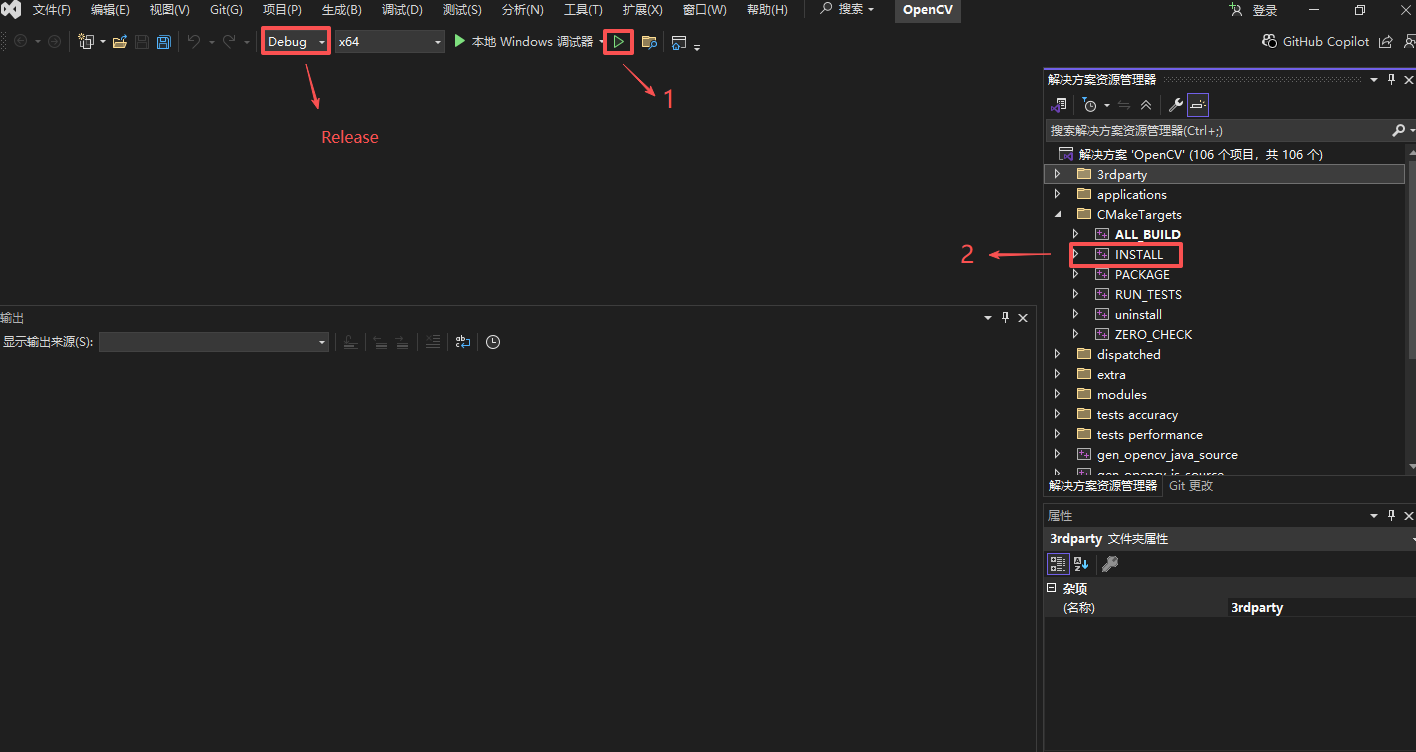 文件(F) 编辑(E) 视图(V) Git(G) 项目(P) 生成(B) 调试(D) 测试(S) 分析(N) 工具(T) 扩展(X) 窗口(W) 帮助(H) 搜索 OpenCV 登录
Debug x64 本地 Windows 调试器 GitHub Copilot
1
Release
解决方案资源管理器
搜索解决方案资源管理器(Ctrl+;)
解决方案 'OpenCV' (106 个项目，共 106 个)
3rdparty
applications
CMakeTargets
ALL_BUILD
2
INSTALL
PACKAGE
RUN_TESTS
uninstall
ZERO_CHECK
dispatched
extra
modules
tests accuracy
tests performance
gen_opencv_java_source
gen_opencv_js_source
解决方案资源管理器 Git 更改
输出
显示输出来源(S):
属性
3rdparty 文件夹属性
杂项
(名称) 3rdparty